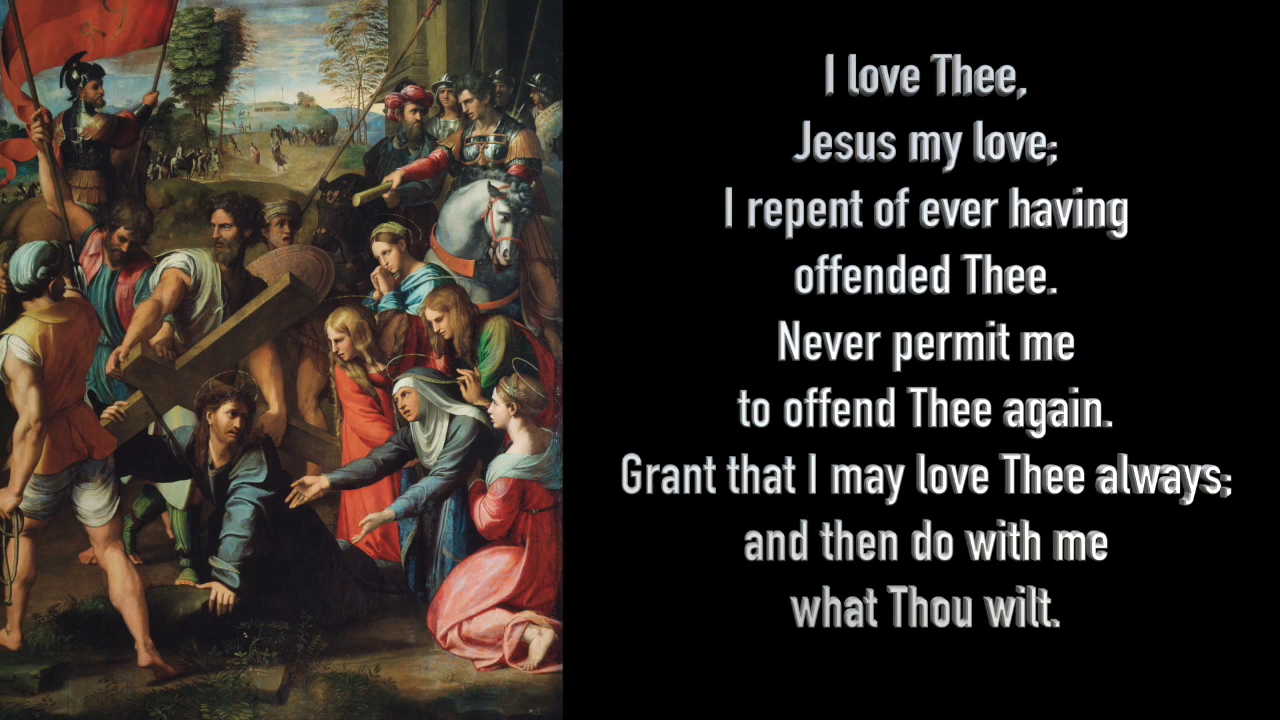 I love Thee,
Jesus my love;
I repent of ever having
offended Thee.
Never permit me
to offend Thee again.
Grant that I may love Thee always;
and then do with me
what Thou wilt.